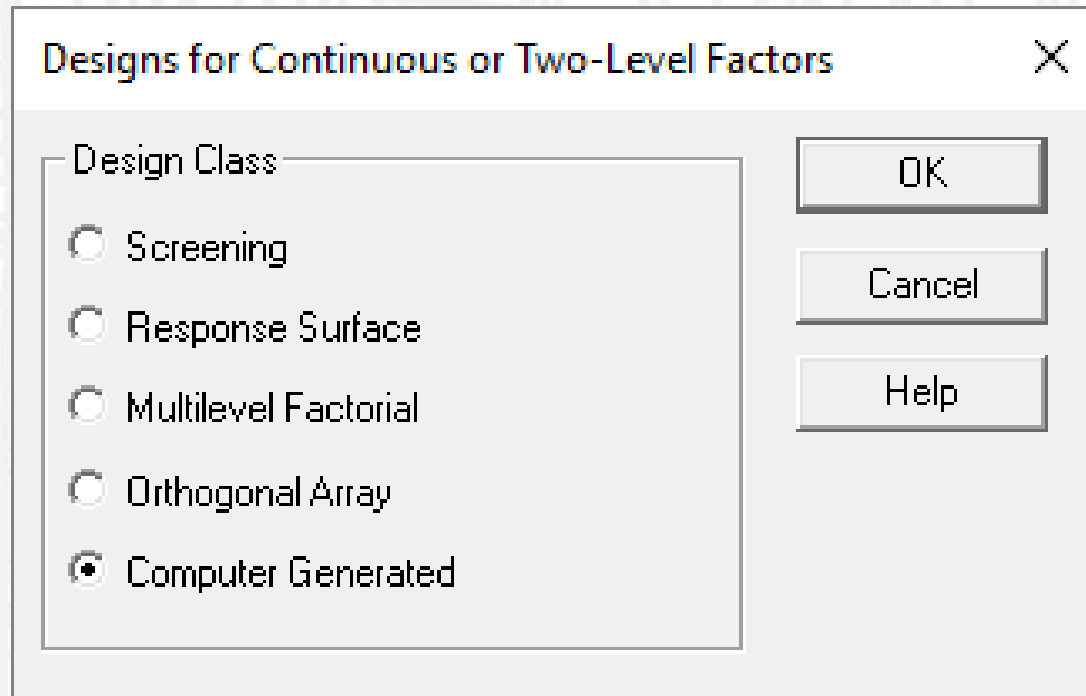 Designs for Continuous or Two-Level Factors
Design Class
Screening
Response Surface
Multilevel Factorial
Orthogonal Array
Computer Generated
OK
Cancel
Help